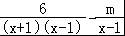 6/((x+1)(x-1)) - m/(x-1)